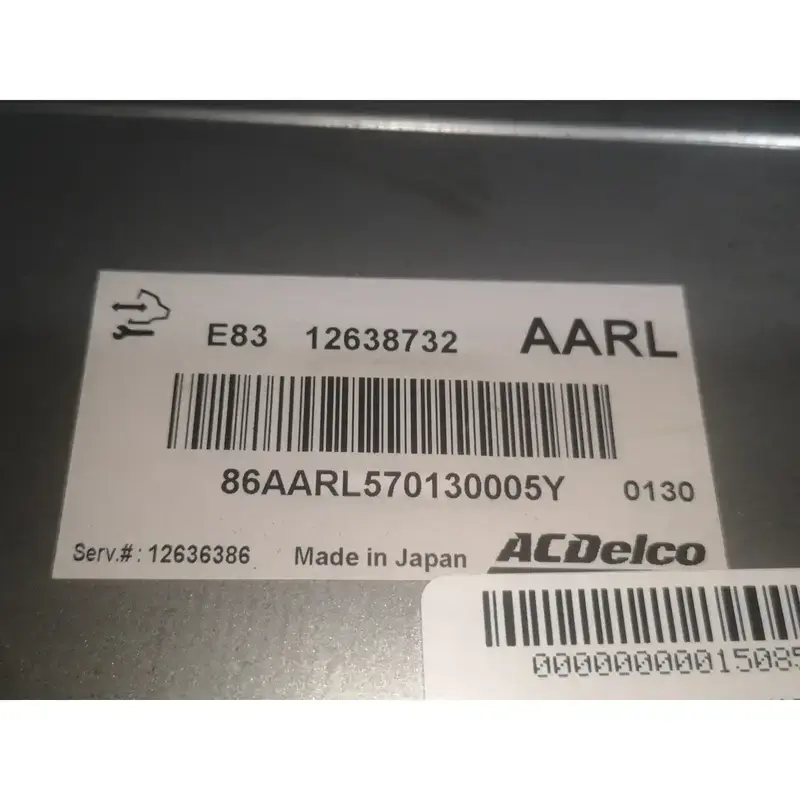 E83 12638732 AARL
86AARL570130005Y 0130
Serv.#: 12636386 Made in Japan ACDelco